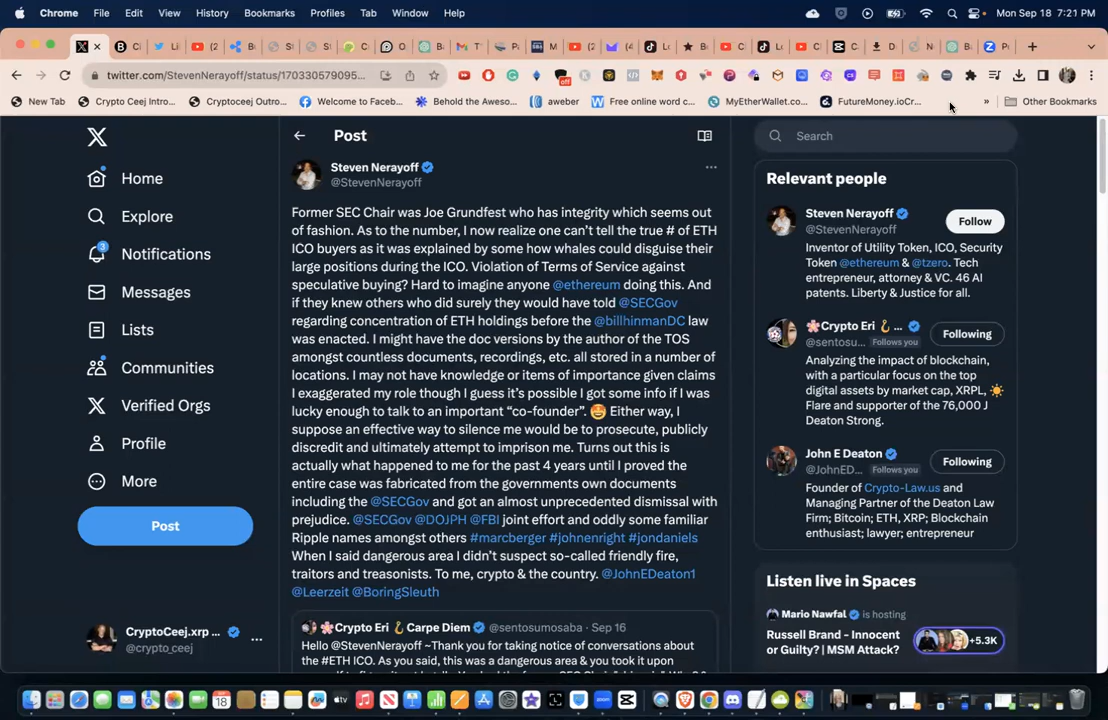 Chrome File Edit View History Bookmarks Profiles Tab Window Help Mon Sep 18 7:21 PM
twitter.com/StevenNerayoff/status/170330579095...
New Tab Crypto Ceej Intro... Cryptoceej Outro... Welcome to Faceb... Behold the Aweso... aweber Free online word c... MyEtherWallet.co... FutureMoney.ioCr... » Other Bookmarks
Home
Explore
3
Notifications
Messages
Lists
Communities
Verified Orgs
Profile
More
Post
CryptoCeej.xrp ...
@crypto_ceej
Post
Steven Nerayoff
@StevenNerayoff
Former SEC Chair was Joe Grundfest who has integrity which seems out
of fashion. As to the number, I now realize one can't tell the true # of ETH
ICO buyers as it was explained by some how whales could disguise their
large positions during the ICO. Violation of Terms of Service against
speculative buying? Hard to imagine anyone @ethereum doing this. And
if they knew others who did surely they would have told @SECGov
regarding concentration of ETH holdings before the @billhinmanDC law
was enacted. I might have the doc versions by the author of the TOS
amongst countless documents, recordings, etc. all stored in a number of
locations. I may not have knowledge or items of importance given claims
I exaggerated my role though I guess it's possible I got some info if I was
lucky enough to talk to an important "co-founder". 🤩 Either way, I
suppose an effective way to silence me would be to prosecute, publicly
discredit and ultimately attempt to imprison me. Turns out this is
actually what happened to me for the past 4 years until I proved the
entire case was fabricated from the governments own documents
including the @SECGov and got an almost unprecedented dismissal with
prejudice. @SECGov @DOJPH @FBI joint effort and oddly some familiar
Ripple names amongst others #marcberger #johnenright #jondaniels
When I said dangerous area I didn't suspect so-called friendly fire,
traitors and treasonists. To me, crypto & the country. @JohnEDeaton1
@Leerzeit @BoringSleuth
🌸Crypto Eri 🪝Carpe Diem @sentosumosaba · Sep 16
Hello @StevenNerayoff ~Thank you for taking notice of conversations about
the #ETH ICO. As you said, this was a dangerous area & you took it upon
Search
Relevant people
Steven Nerayoff
@StevenNerayoff
Follow
Inventor of Utility Token, ICO, Security
Token @ethereum & @tzero. Tech
entrepreneur, attorney & VC. 46 AI
patents. Liberty & Justice for all.
🌸Crypto Eri 🪝 ...
@sentosu... Follows you
Following
Analyzing the impact of blockchain,
with a particular focus on the top
digital assets by market cap, XRPL, ☀️
Flare and supporter of the 76,000 J
Deaton Strong.
John E Deaton
@JohnED... Follows you
Following
Founder of Crypto-Law.us and
Managing Partner of the Deaton Law
Firm; Bitcoin; ETH, XRP; Blockchain
enthusiast; lawyer; entrepreneur
Listen live in Spaces
Mario Nawfal is hosting
Russell Brand - Innocent
or Guilty? | MSM Attack?
+5.3K